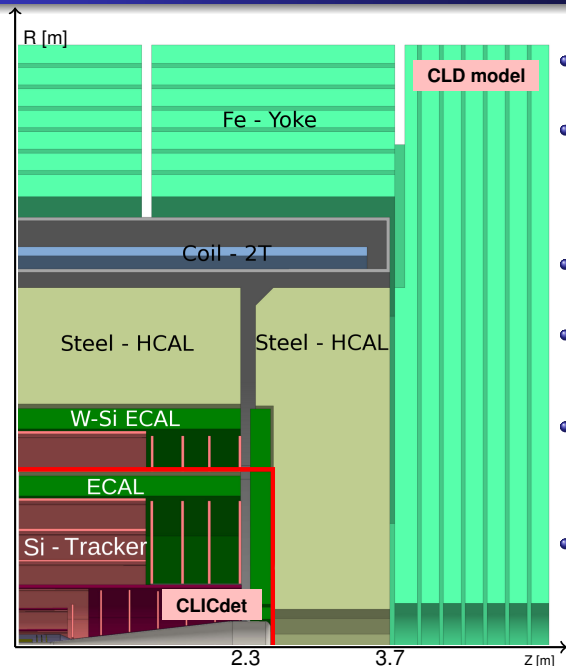 R [m]
CLD model
Fe - Yoke
Coil - 2T
Steel - HCAL
Steel - HCAL
W-Si ECAL
ECAL
Si - Tracker
CLICdet
2.3
3.7
Z [m]